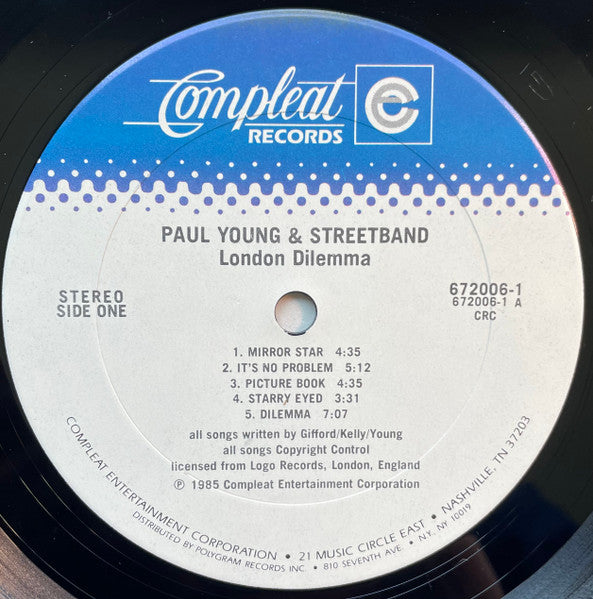 Compleat
RECORDS
PAUL YOUNG & STREETBAND
London Dilemma
STEREO
SIDE ONE
672006-1
672006-1 A
CRC
1. MIRROR STAR 4:35
2. IT'S NO PROBLEM 5:12
3. PICTURE BOOK 4:35
4. STARRY EYED 3:31
5. DILEMMA 7:07
all songs written by Gifford/Kelly/Young
all songs Copyright Control
licensed from Logo Records, London, England
℗ 1985 Compleat Entertainment Corporation
COMPLEAT ENTERTAINMENT CORPORATION • 21 MUSIC CIRCLE EAST • NASHVILLE, TN 37203
DISTRIBUTED BY POLYGRAM RECORDS INC. • 810 SEVENTH AVE. • N.Y. NY 10019